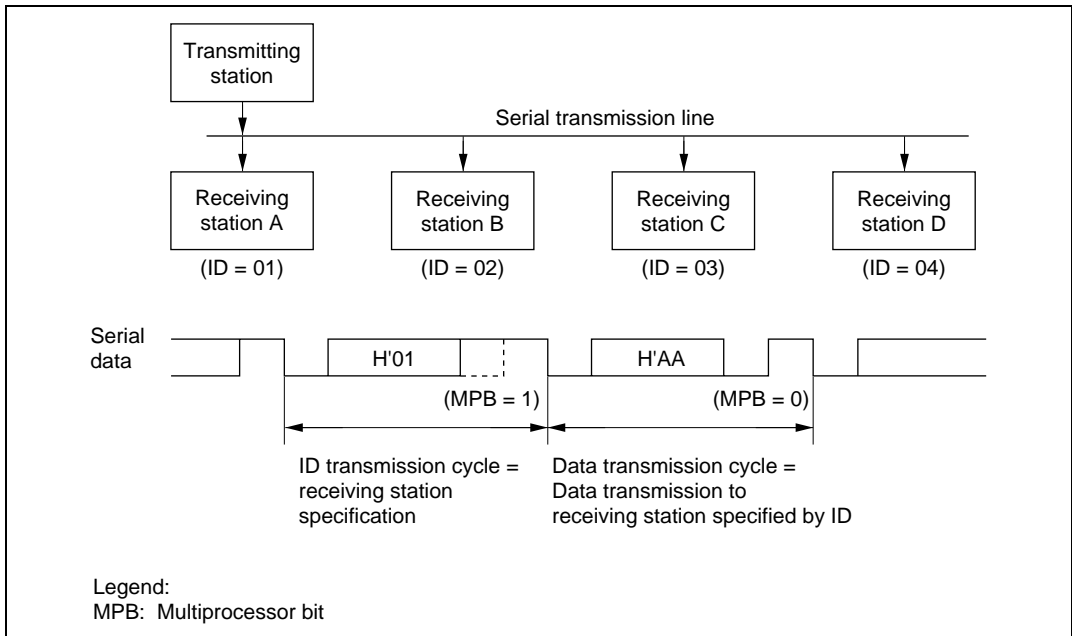 Transmitting
station
Serial transmission line
Receiving
station A
Receiving
station B
Receiving
station C
Receiving
station D
(ID = 01)
(ID = 02)
(ID = 03)
(ID = 04)
Serial
data
H'01
H'AA
(MPB = 1)
(MPB = 0)
ID transmission cycle =
receiving station
specification
Data transmission cycle =
Data transmission to
receiving station specified by ID
Legend:
MPB: Multiprocessor bit